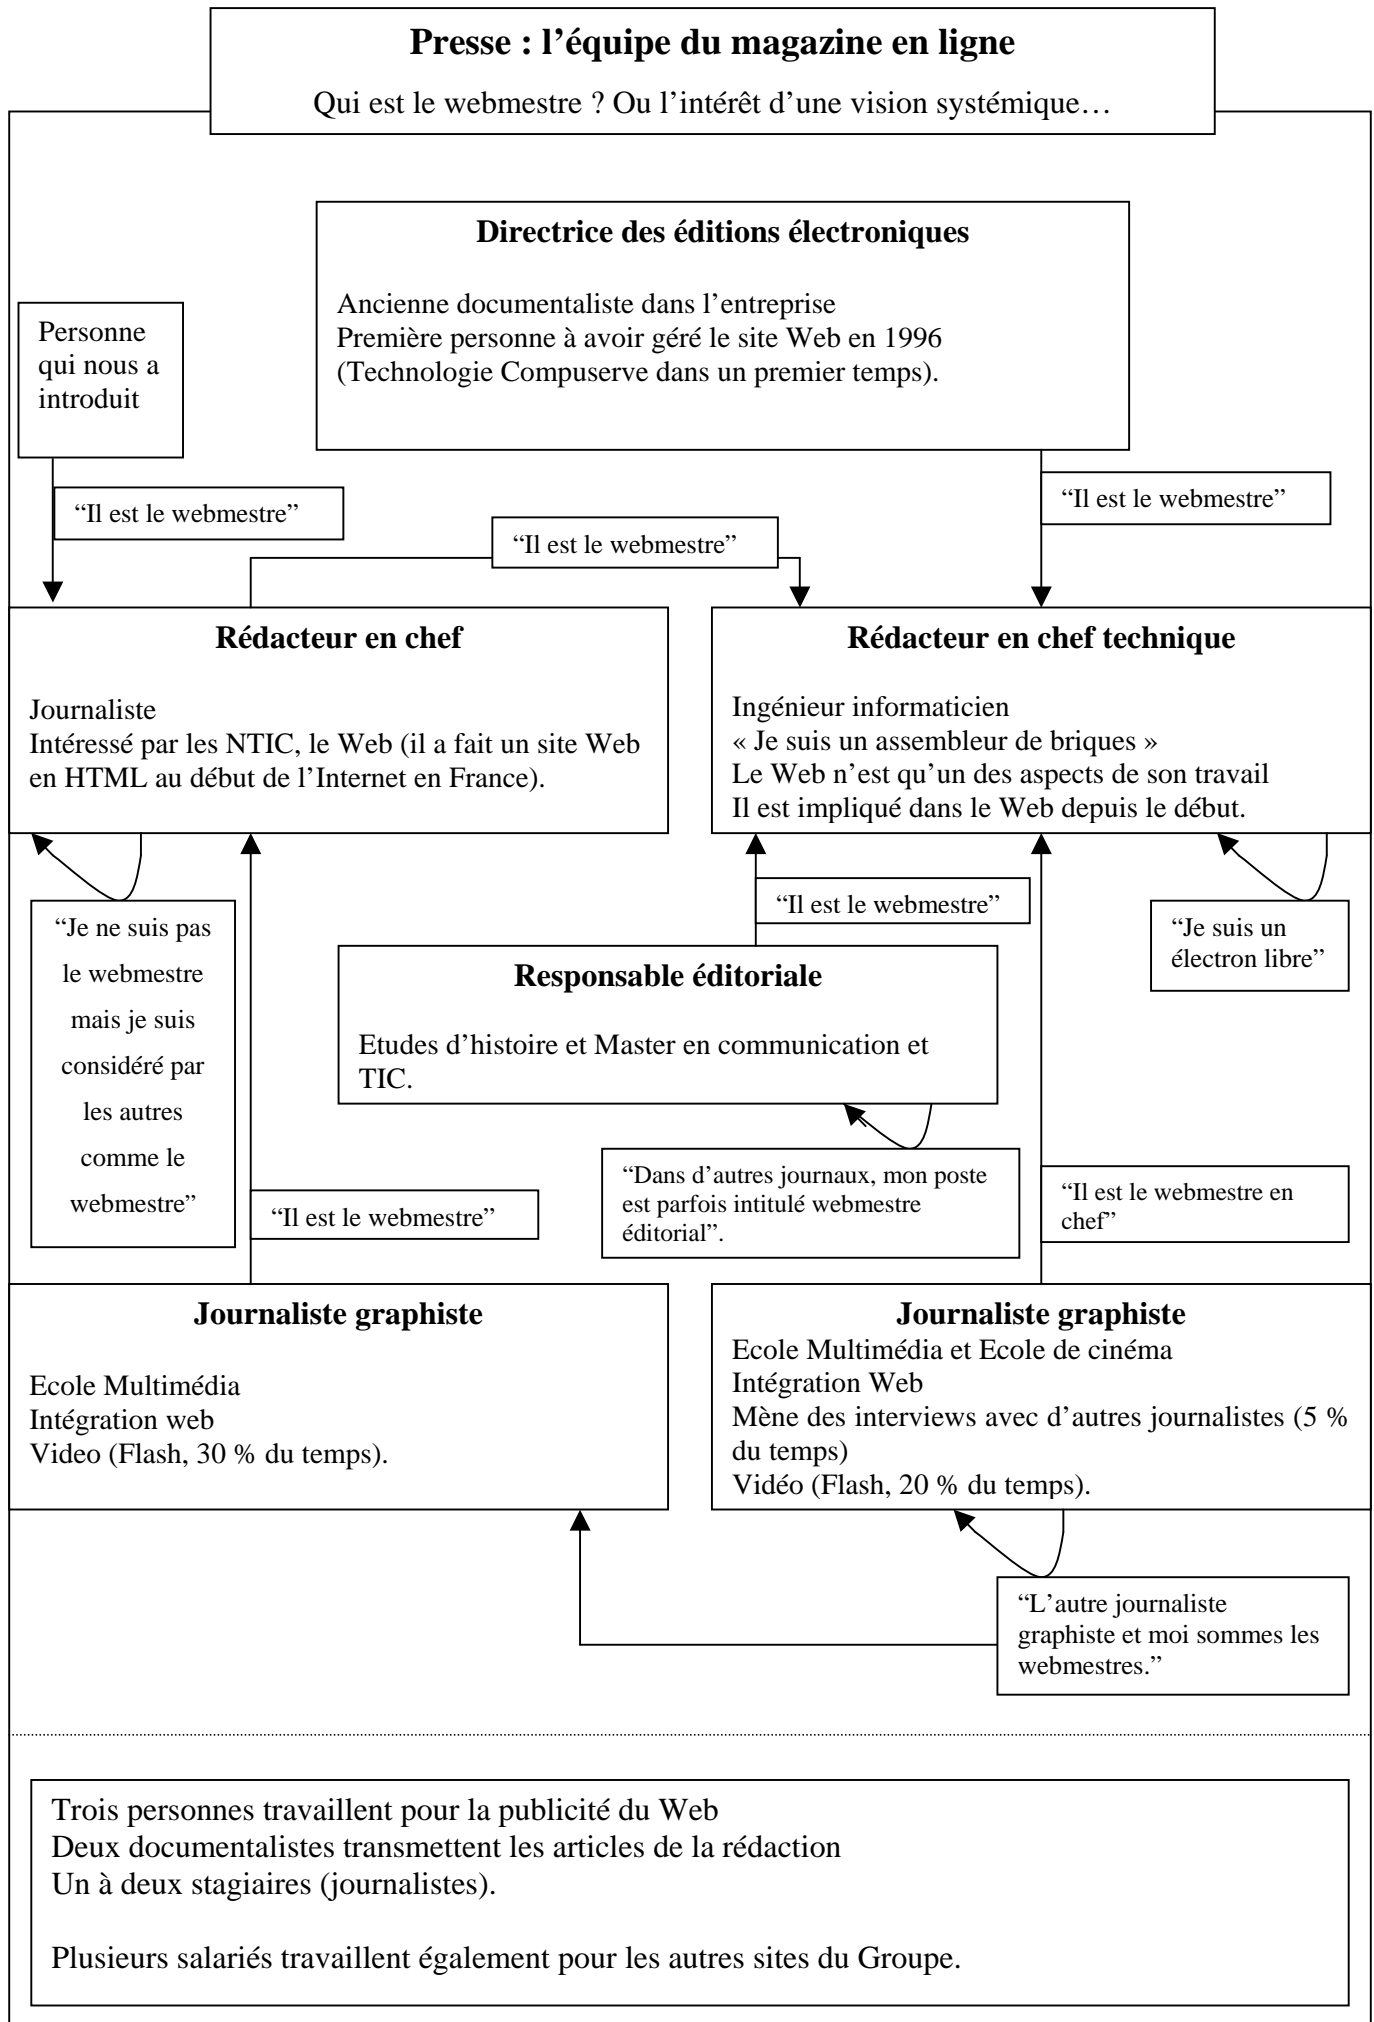 Presse : l’équipe du magazine en ligne
Qui est le webmestre ? Ou l’intérêt d’une vision systémique…
Directrice des éditions électroniques
Ancienne documentaliste dans l’entreprise
Première personne à avoir géré le site Web en 1996
(Technologie Compuserve dans un premier temps).
Personne
qui nous a
introduit
“Il est le webmestre”
“Il est le webmestre”
“Il est le webmestre”
Rédacteur en chef
Journaliste
Intéressé par les NTIC, le Web (il a fait un site Web
en HTML au début de l’Internet en France).
Rédacteur en chef technique
Ingénieur informaticien
« Je suis un assembleur de briques »
Le Web n’est qu’un des aspects de son travail
Il est impliqué dans le Web depuis le début.
“Je ne suis pas
le webmestre
mais je suis
considéré par
les autres
comme le
webmestre”
“Il est le webmestre”
“Je suis un
électron libre”
Responsable éditoriale
Etudes d’histoire et Master en communication et
TIC.
“Dans d’autres journaux, mon poste
est parfois intitulé webmestre
éditorial”.
“Il est le webmestre”
“Il est le webmestre en
chef”
Journaliste graphiste
Ecole Multimédia
Intégration web
Video (Flash, 30 % du temps).
Journaliste graphiste
Ecole Multimédia et Ecole de cinéma
Intégration Web
Mène des interviews avec d’autres journalistes (5 %
du temps)
Vidéo (Flash, 20 % du temps).
“L’autre journaliste
graphiste et moi sommes les
webmestres.”
Trois personnes travaillent pour la publicité du Web
Deux documentalistes transmettent les articles de la rédaction
Un à deux stagiaires (journalistes).
Plusieurs salariés travaillent également pour les autres sites du Groupe.